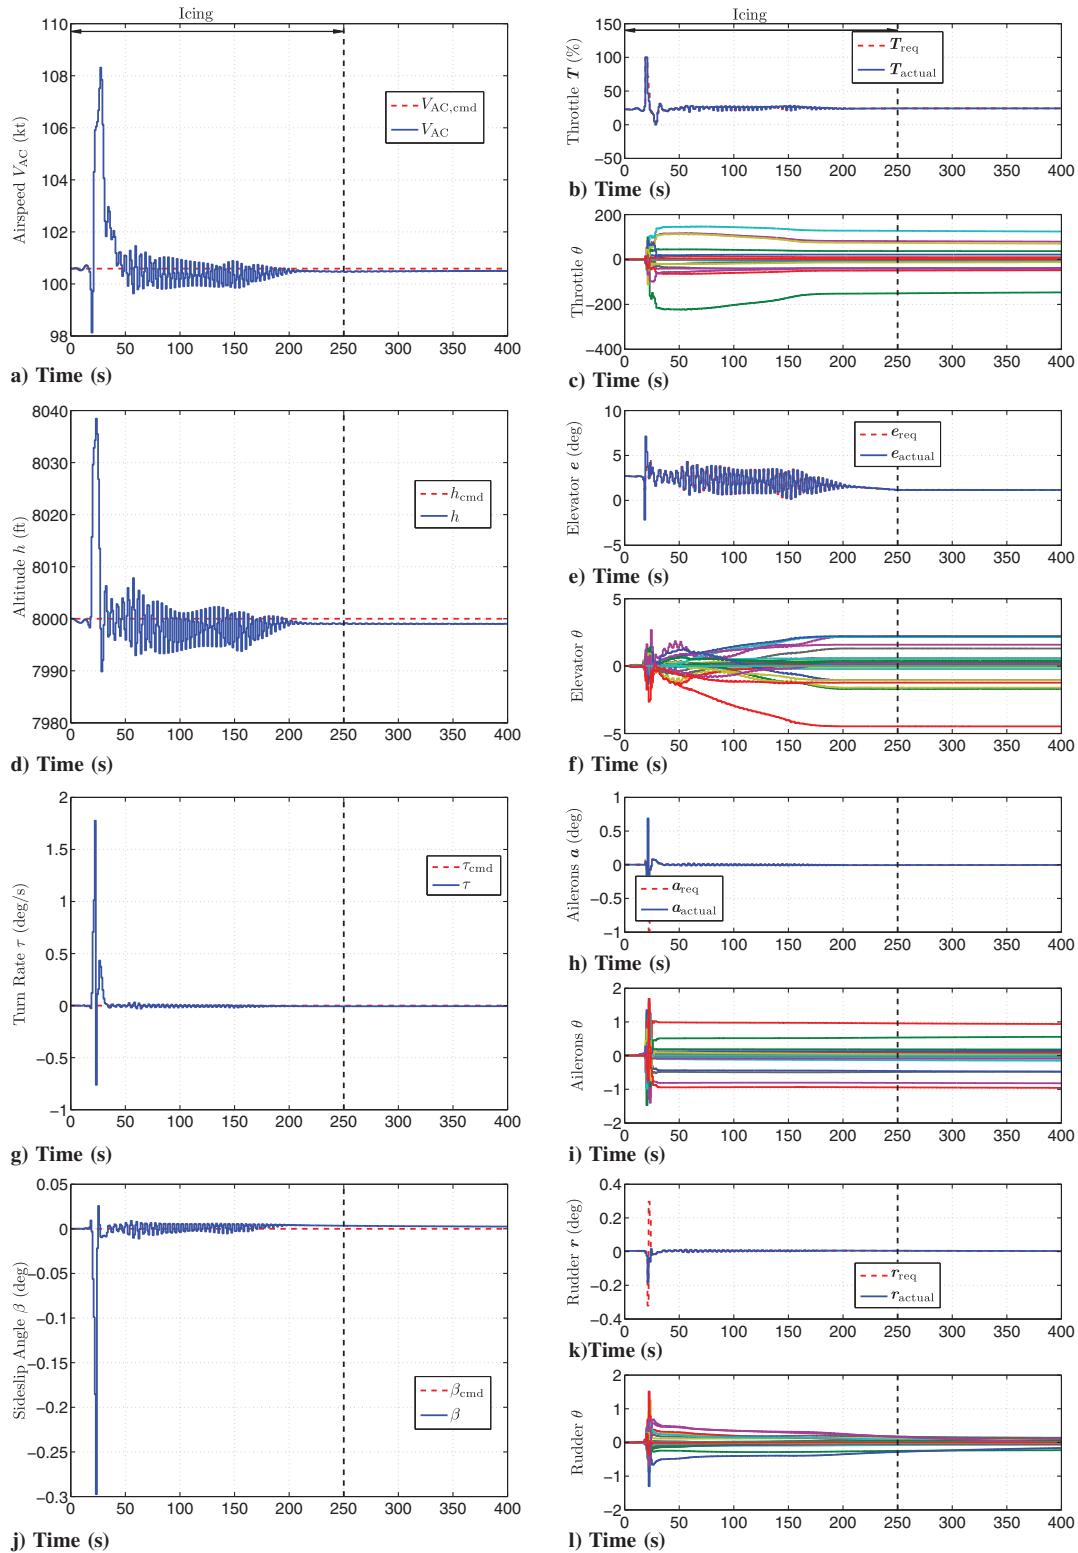 Icing
110
108
106
104
102
100
98
Airspeed V_AC (kt)
V_AC,cmd
V_AC
0 50 100 150 200 250 300 350 400
a) Time (s)
Icing
150
100
50
0
−50
Throttle T (%)
T_req
T_actual
0 50 100 150 200 250 300 350 400
b) Time (s)
200
0
−200
−400
Throttle θ
0 50 100 150 200 250 300 350 400
c) Time (s)
8040
8030
8020
8010
8000
7990
7980
Altitude h (ft)
h_cmd
h
0 50 100 150 200 250 300 350 400
d) Time (s)
10
5
0
−5
Elevator e (deg)
e_req
e_actual
0 50 100 150 200 250 300 350 400
e) Time (s)
5
0
−5
Elevator θ
0 50 100 150 200 250 300 350 400
f) Time (s)
2
1.5
1
0.5
0
−0.5
−1
Turn Rate τ (deg/s)
τ_cmd
τ
0 50 100 150 200 250 300 350 400
g) Time (s)
1
0.5
0
−0.5
−1
Ailerons a (deg)
a_req
a_actual
0 50 100 150 200 250 300 350 400
h) Time (s)
2
1
0
−1
−2
Ailerons θ
0 50 100 150 200 250 300 350 400
i) Time (s)
0.05
0
−0.05
−0.1
−0.15
−0.2
−0.25
−0.3
Sideslip Angle β (deg)
β_cmd
β
0 50 100 150 200 250 300 350 400
j) Time (s)
0.4
0.2
0
−0.2
−0.4
Rudder r (deg)
r_req
r_actual
0 50 100 150 200 250 300 350 400
k)Time (s)
2
1
0
−1
−2
Rudder θ
0 50 100 150 200 250 300 350 400
l) Time (s)